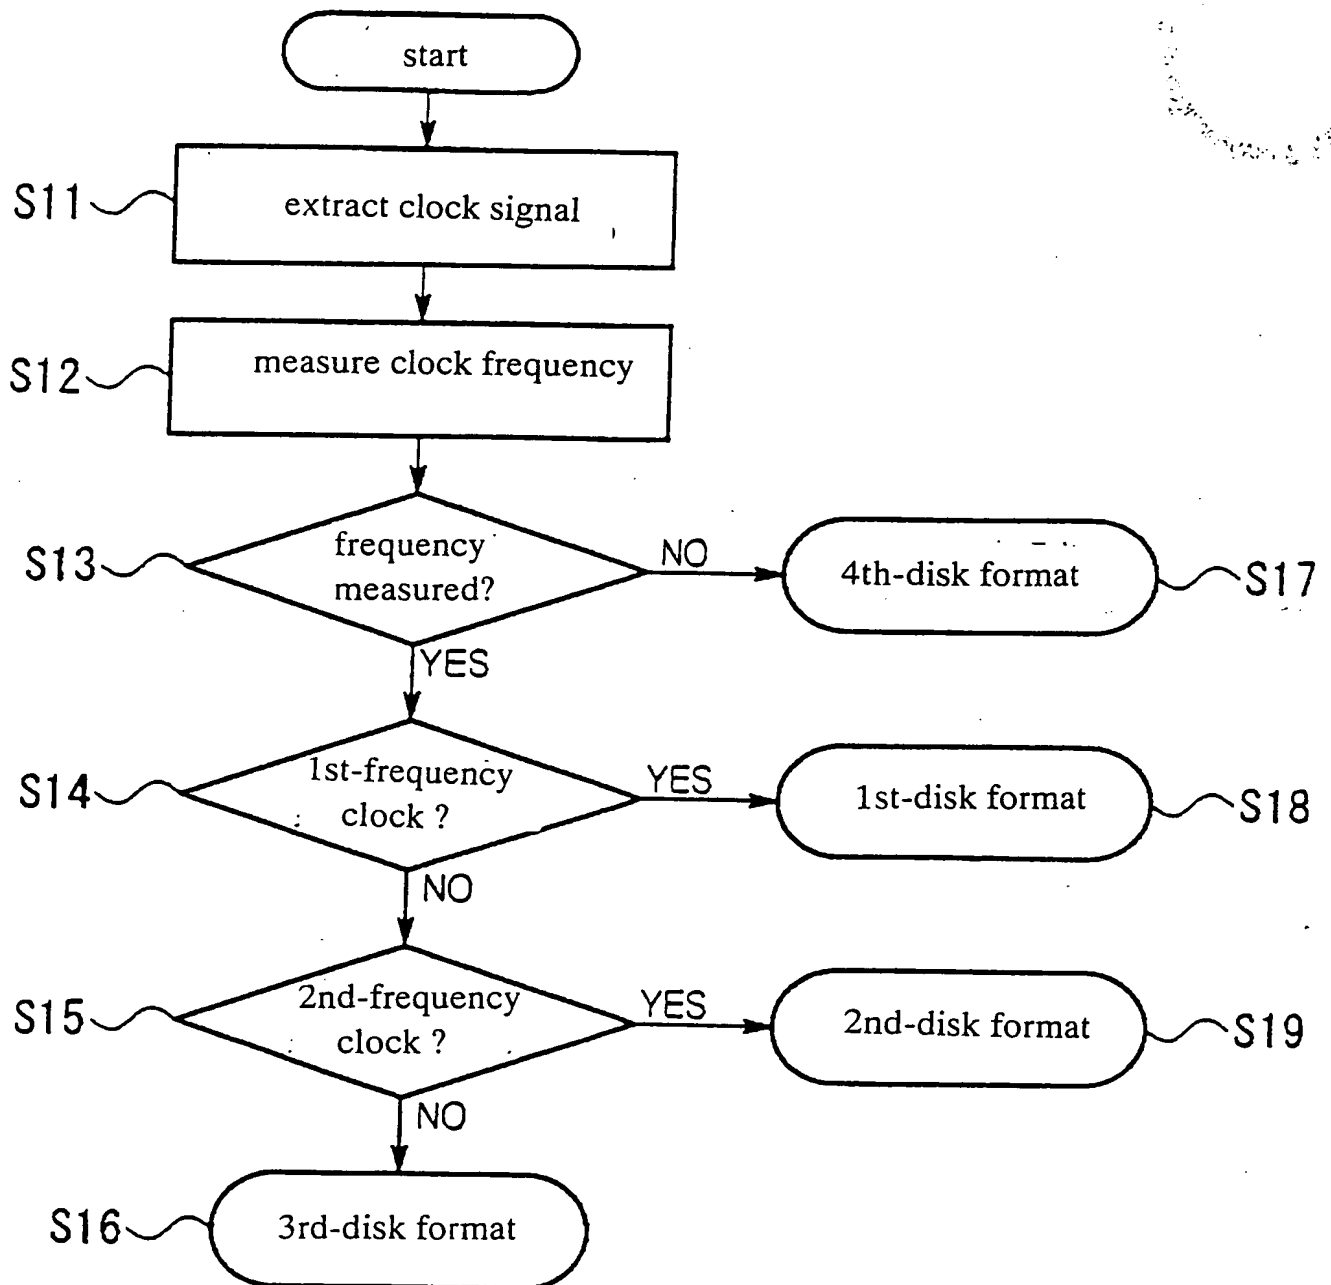 start
S11
extract clock signal
S12
measure clock frequency
S13
frequency
measured?
NO
4th-disk format
S17
YES
S14
1st-frequency
clock ?
YES
1st-disk format
S18
NO
S15
2nd-frequency
clock ?
YES
2nd-disk format
S19
NO
S16
3rd-disk format